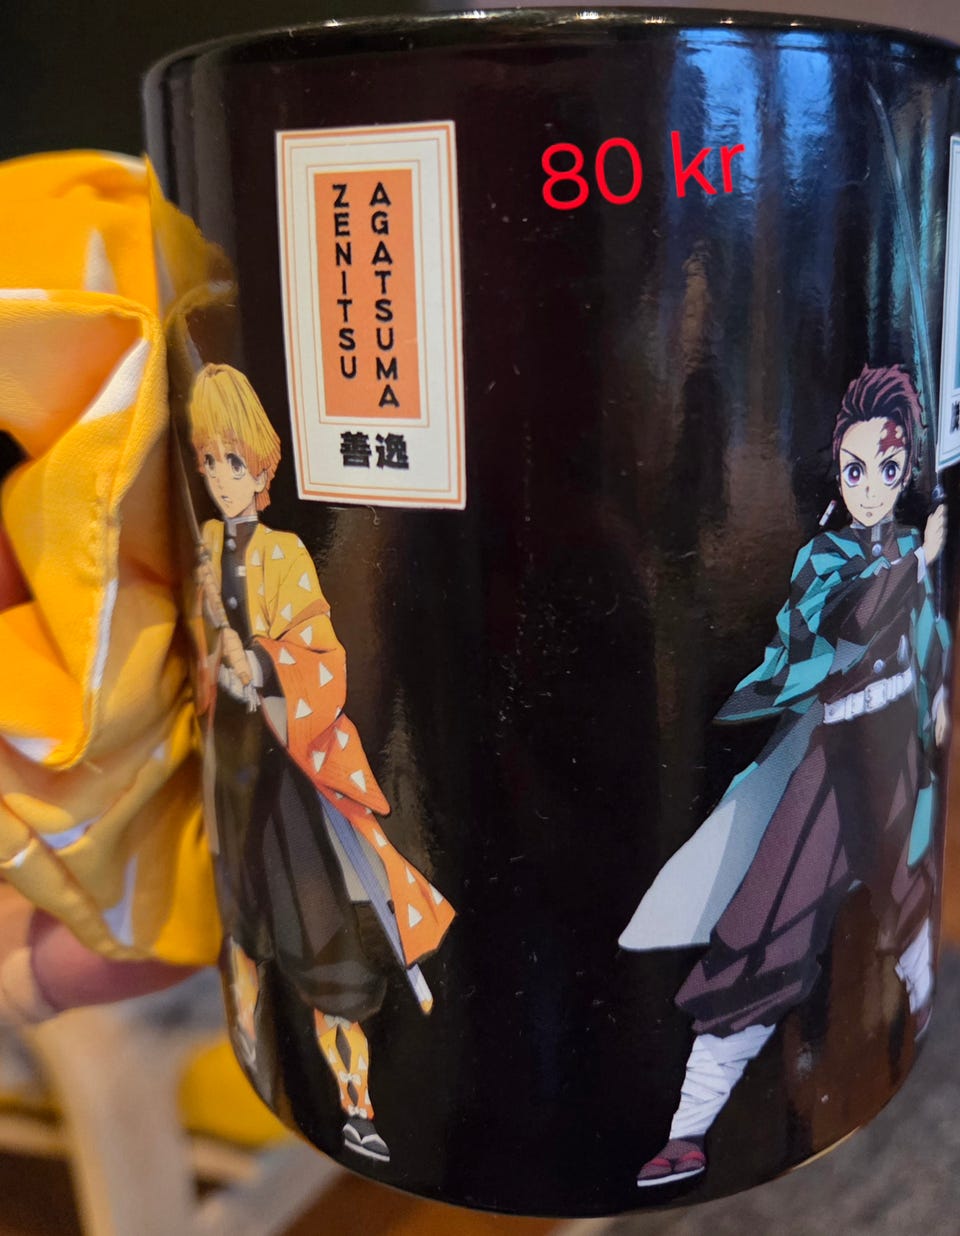 ZENITSU
AGATSUMA
善逸
80 kr